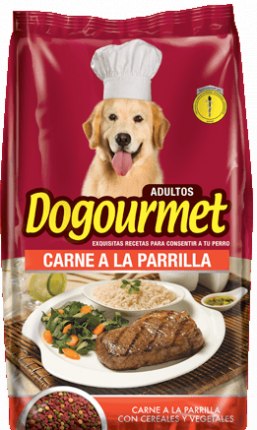 ADULTOS
Dogourmet
EXQUISITAS RECETAS PARA CONSENTIR A TU PERRO
CARNE A LA PARRILLA
CARNE A LA PARRILLA
CON CEREALES Y VEGETALES